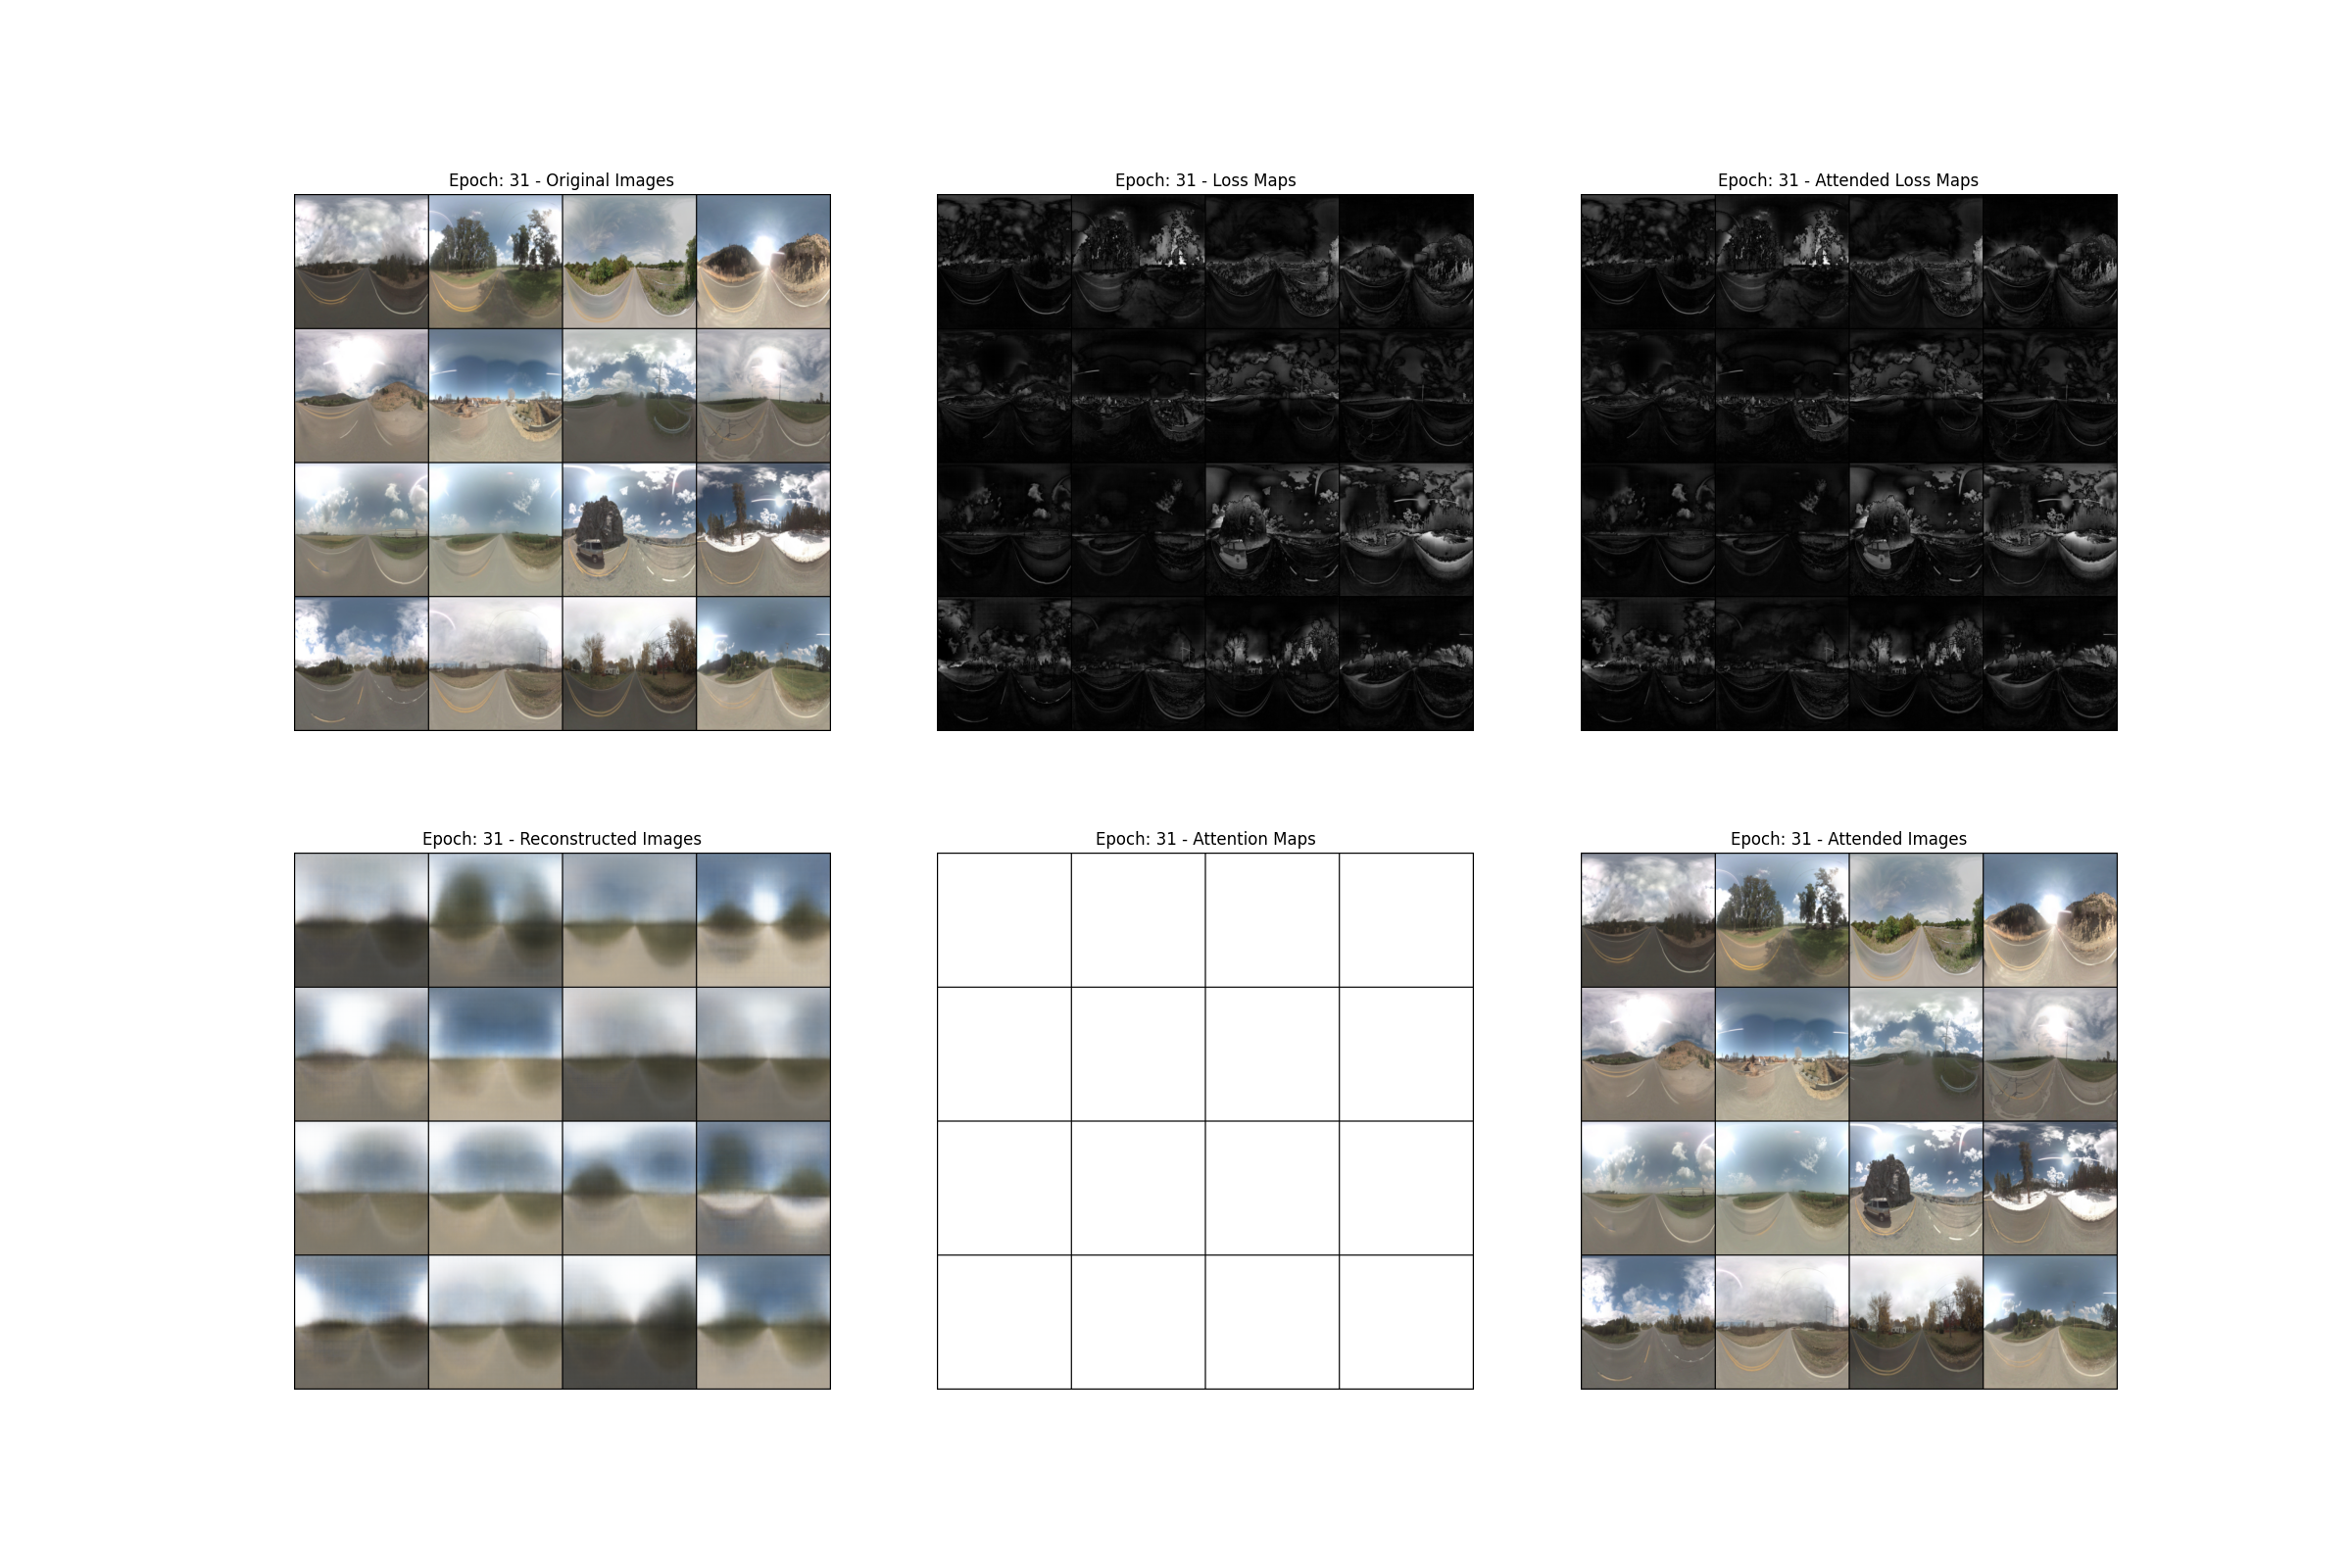 Epoch: 31 - Original Images
Epoch: 31 - Loss Maps
Epoch: 31 - Attended Loss Maps
Epoch: 31 - Reconstructed Images
Epoch: 31 - Attention Maps
Epoch: 31 - Attended Images